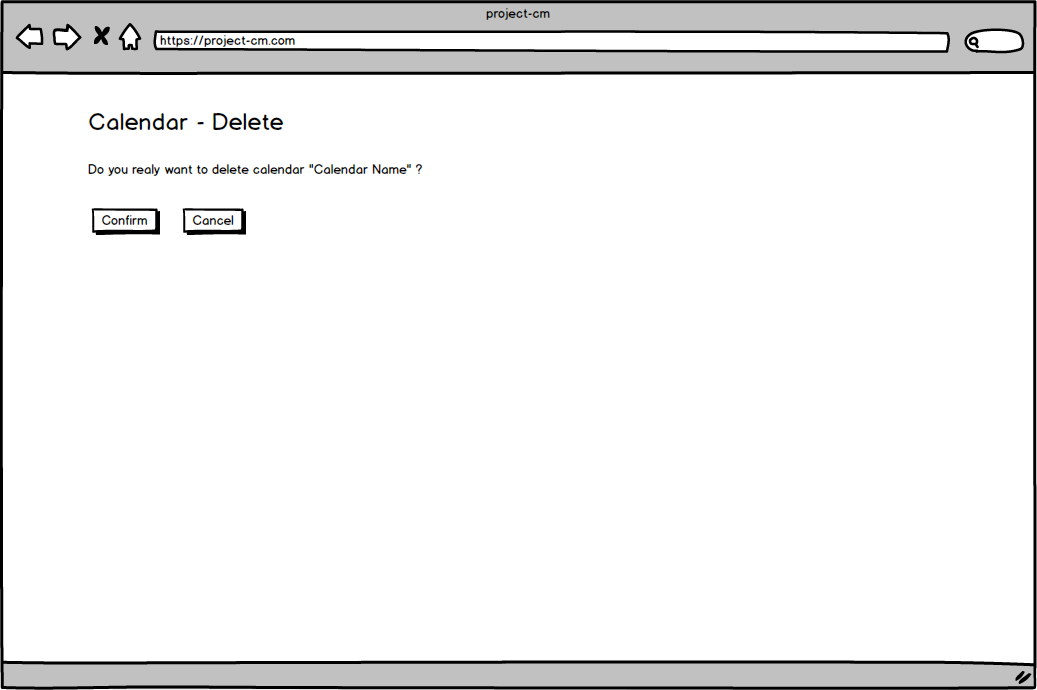 project-cm
https://project-cm.com
Calendar - Delete
Do you realy want to delete calendar "Calendar Name" ?
Confirm Cancel